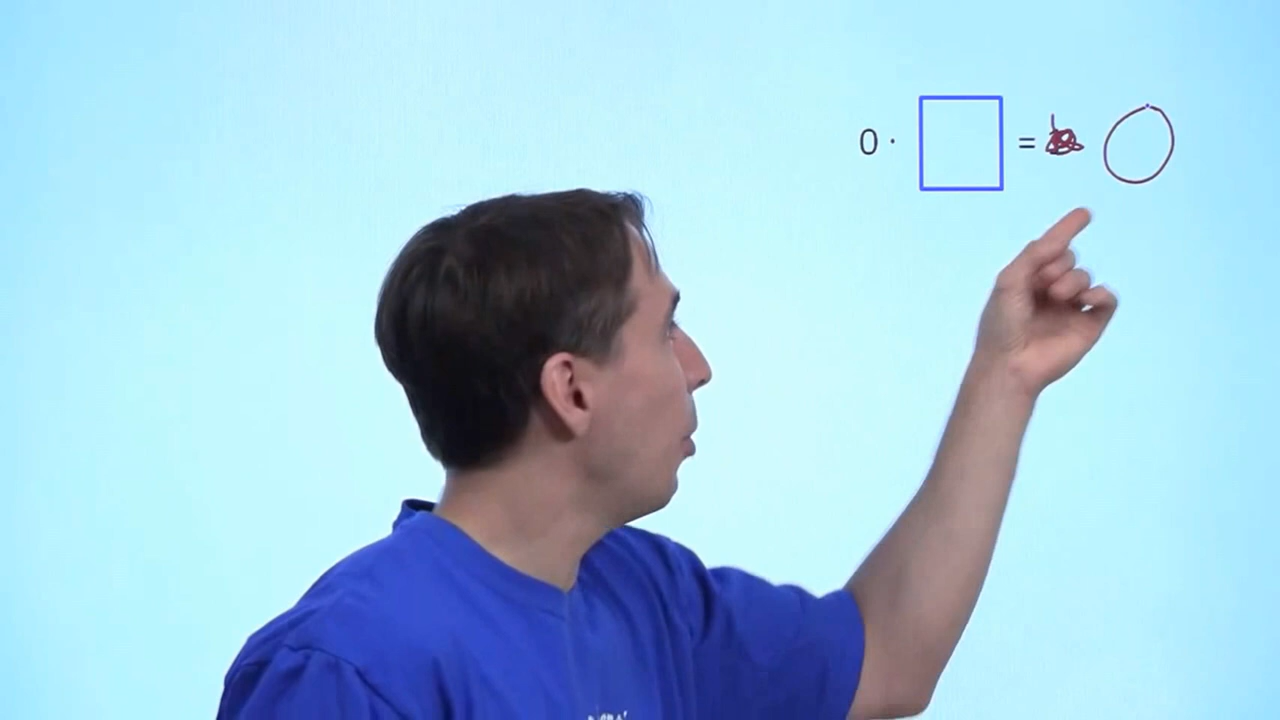 0 · □ = ○